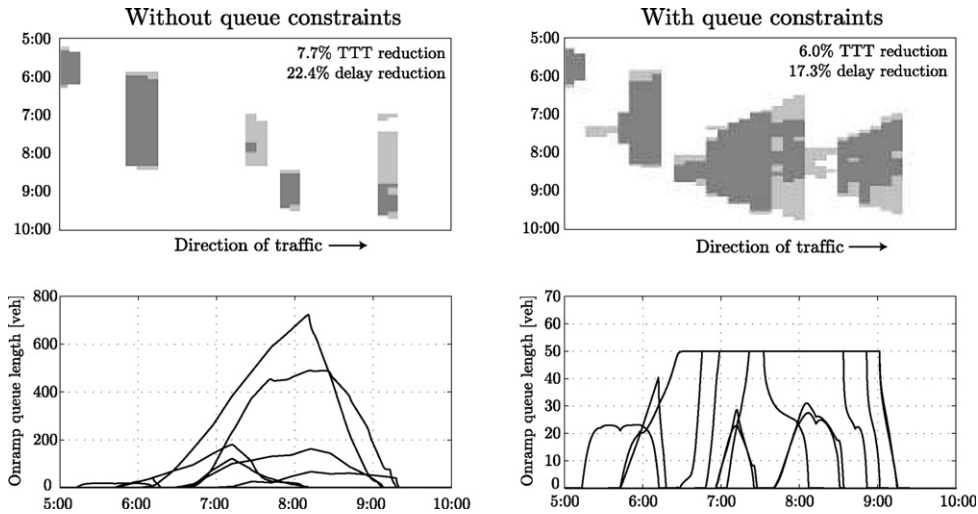 Without queue constraints
With queue constraints
5:00
6:00
7:00
8:00
9:00
10:00
7.7% TTT reduction
22.4% delay reduction
Direction of traffic
5:00
6:00
7:00
8:00
9:00
10:00
6.0% TTT reduction
17.3% delay reduction
Direction of traffic
Onramp queue length [veh]
800
600
400
200
0
5:00 6:00 7:00 8:00 9:00 10:00
Onramp queue length [veh]
70
60
50
40
30
20
10
0
5:00 6:00 7:00 8:00 9:00 10:00